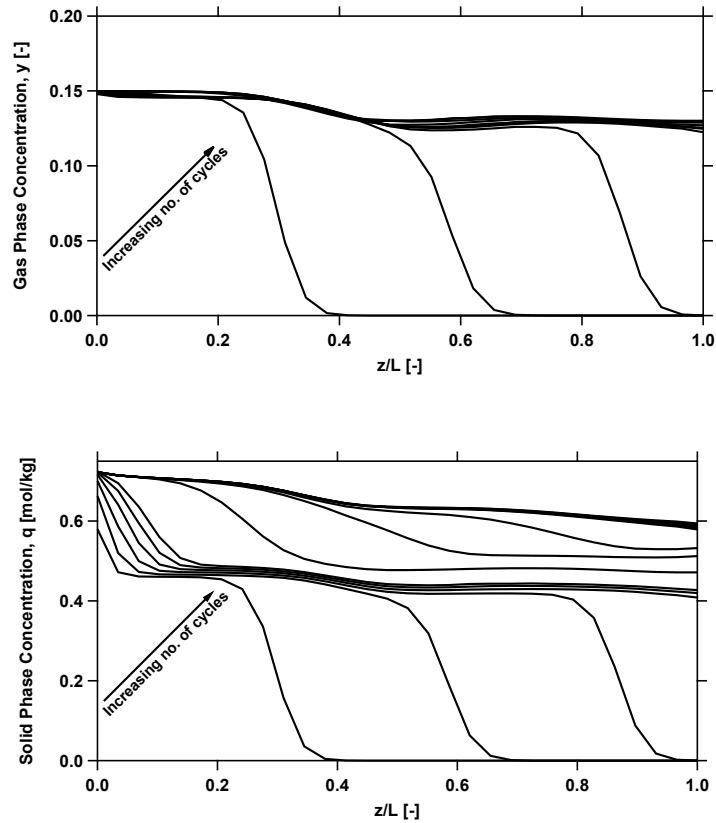 0.20
0.15
0.10
0.05
0.00
Gas Phase Concentration, y [-]
Increasing no. of cycles
0.0 0.2 0.4 0.6 0.8 1.0
z/L [-]
0.6
0.4
0.2
0.0
Solid Phase Concentration, q [mol/kg]
Increasing no. of cycles
0.0 0.2 0.4 0.6 0.8 1.0
z/L [-]